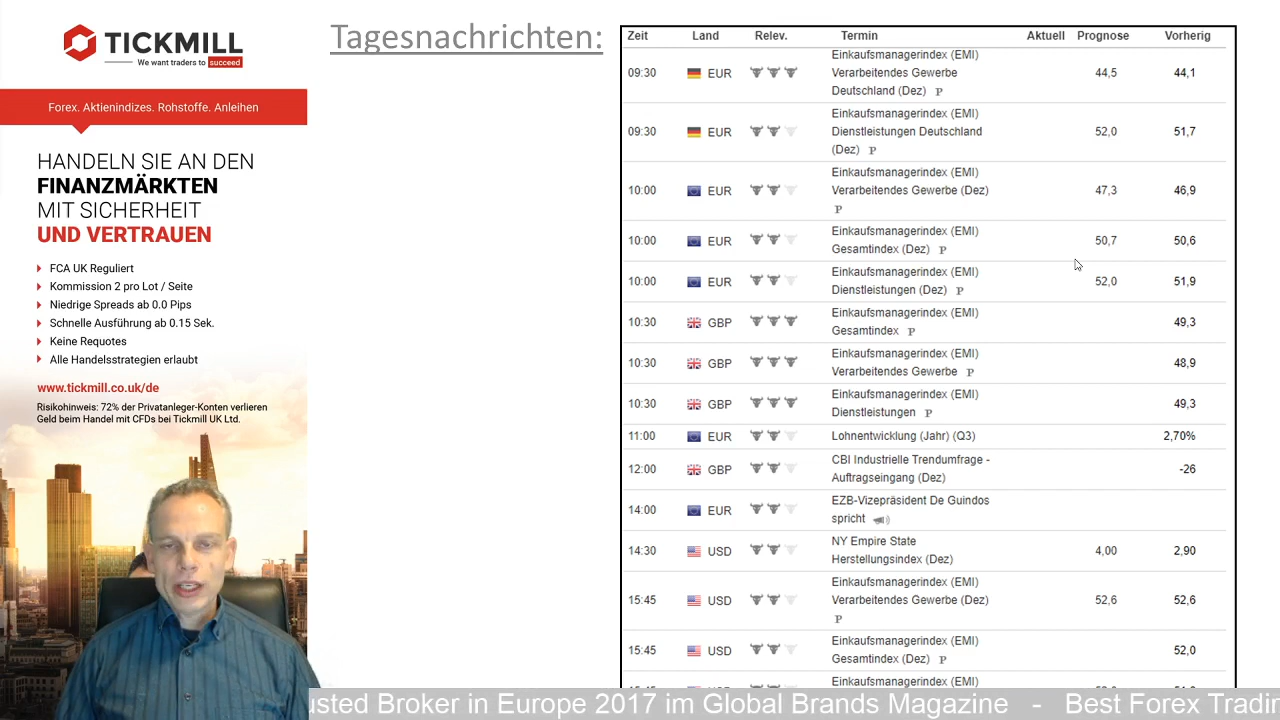 TICKMILL
We want traders to succeed
Forex. Aktienindizes. Rohstoffe. Anleihen
HANDELN SIE AN DEN
FINANZMÄRKTEN
MIT SICHERHEIT
UND VERTRAUEN
FCA UK Reguliert
Kommission 2 pro Lot / Seite
Niedrige Spreads ab 0.0 Pips
Schnelle Ausführung ab 0.15 Sek.
Keine Requotes
Alle Handelsstrategien erlaubt
www.tickmill.co.uk/de
Risikohinweis: 72% der Privatanleger-Konten verlieren
Geld beim Handel mit CFDs bei Tickmill UK Ltd.
Tagesnachrichten:
Zeit Land Relev. Termin Aktuell Prognose Vorherig
Einkaufsmanagerindex (EMI)
09:30 EUR Verarbeitendes Gewerbe 44,5 44,1
Deutschland (Dez) P
Einkaufsmanagerindex (EMI)
09:30 EUR Dienstleistungen Deutschland 52,0 51,7
(Dez) P
Einkaufsmanagerindex (EMI)
10:00 EUR Verarbeitendes Gewerbe (Dez) 47,3 46,9
P
Einkaufsmanagerindex (EMI)
10:00 EUR Gesamtindex (Dez) P 50,7 50,6
Einkaufsmanagerindex (EMI)
10:00 EUR Dienstleistungen (Dez) P 52,0 51,9
Einkaufsmanagerindex (EMI)
10:30 GBP Gesamtindex P 49,3
Einkaufsmanagerindex (EMI)
10:30 GBP Verarbeitendes Gewerbe P 48,9
Einkaufsmanagerindex (EMI)
10:30 GBP Dienstleistungen P 49,3
11:00 EUR Lohnentwicklung (Jahr) (Q3) 2,70%
CBI Industrielle Trendumfrage -
12:00 GBP Auftragseingang (Dez) -26
EZB-Vizepräsident De Guindos
14:00 EUR spricht
NY Empire State
14:30 USD Herstellungsindex (Dez) 4,00 2,90
Einkaufsmanagerindex (EMI)
15:45 USD Verarbeitendes Gewerbe (Dez) 52,6 52,6
P
Einkaufsmanagerindex (EMI)
15:45 USD Gesamtindex (Dez) P 52,0
Einkaufsmanagerindex (EMI)
usted Broker in Europe 2017 im Global Brands Magazine - Best Forex Tradin